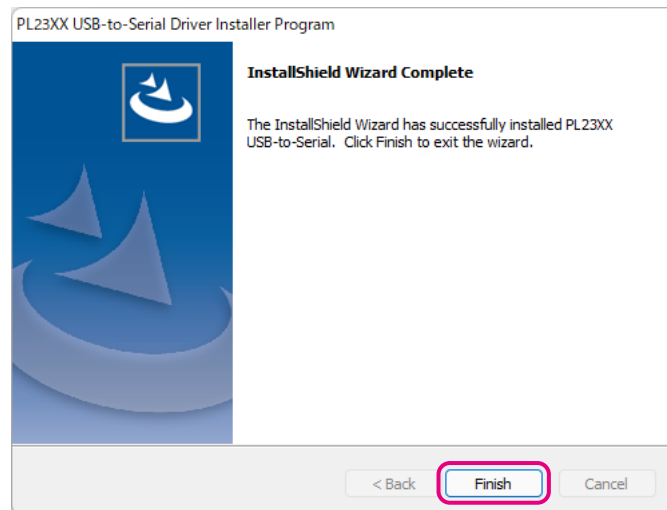 PL23XX USB-to-Serial Driver Installer Program
InstallShield Wizard Complete
The InstallShield Wizard has successfully installed PL23XX
USB-to-Serial. Click Finish to exit the wizard.
< Back Finish Cancel